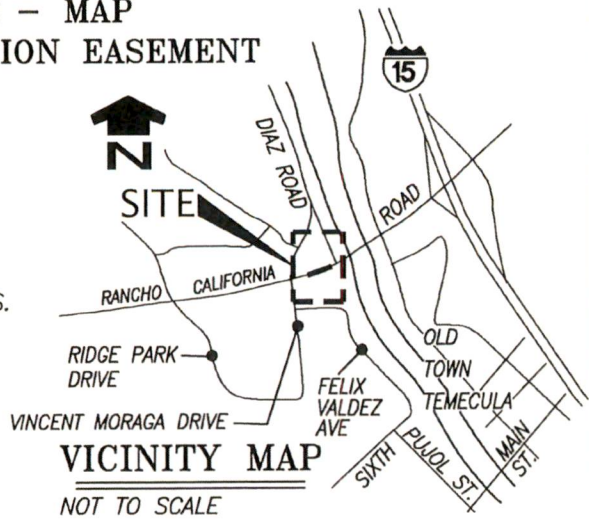 – MAP
ION EASEMENT
15
N
DIAZ ROAD
SITE
ROAD
RANCHO CALIFORNIA
S.
RIDGE PARK
DRIVE
OLD
TOWN
TEMECULA
FELIX
VALDEZ
AVE
VINCENT MORAGA DRIVE
MAIN
ST.
SIXTH
PUJOL ST.
VICINITY MAP
NOT TO SCALE